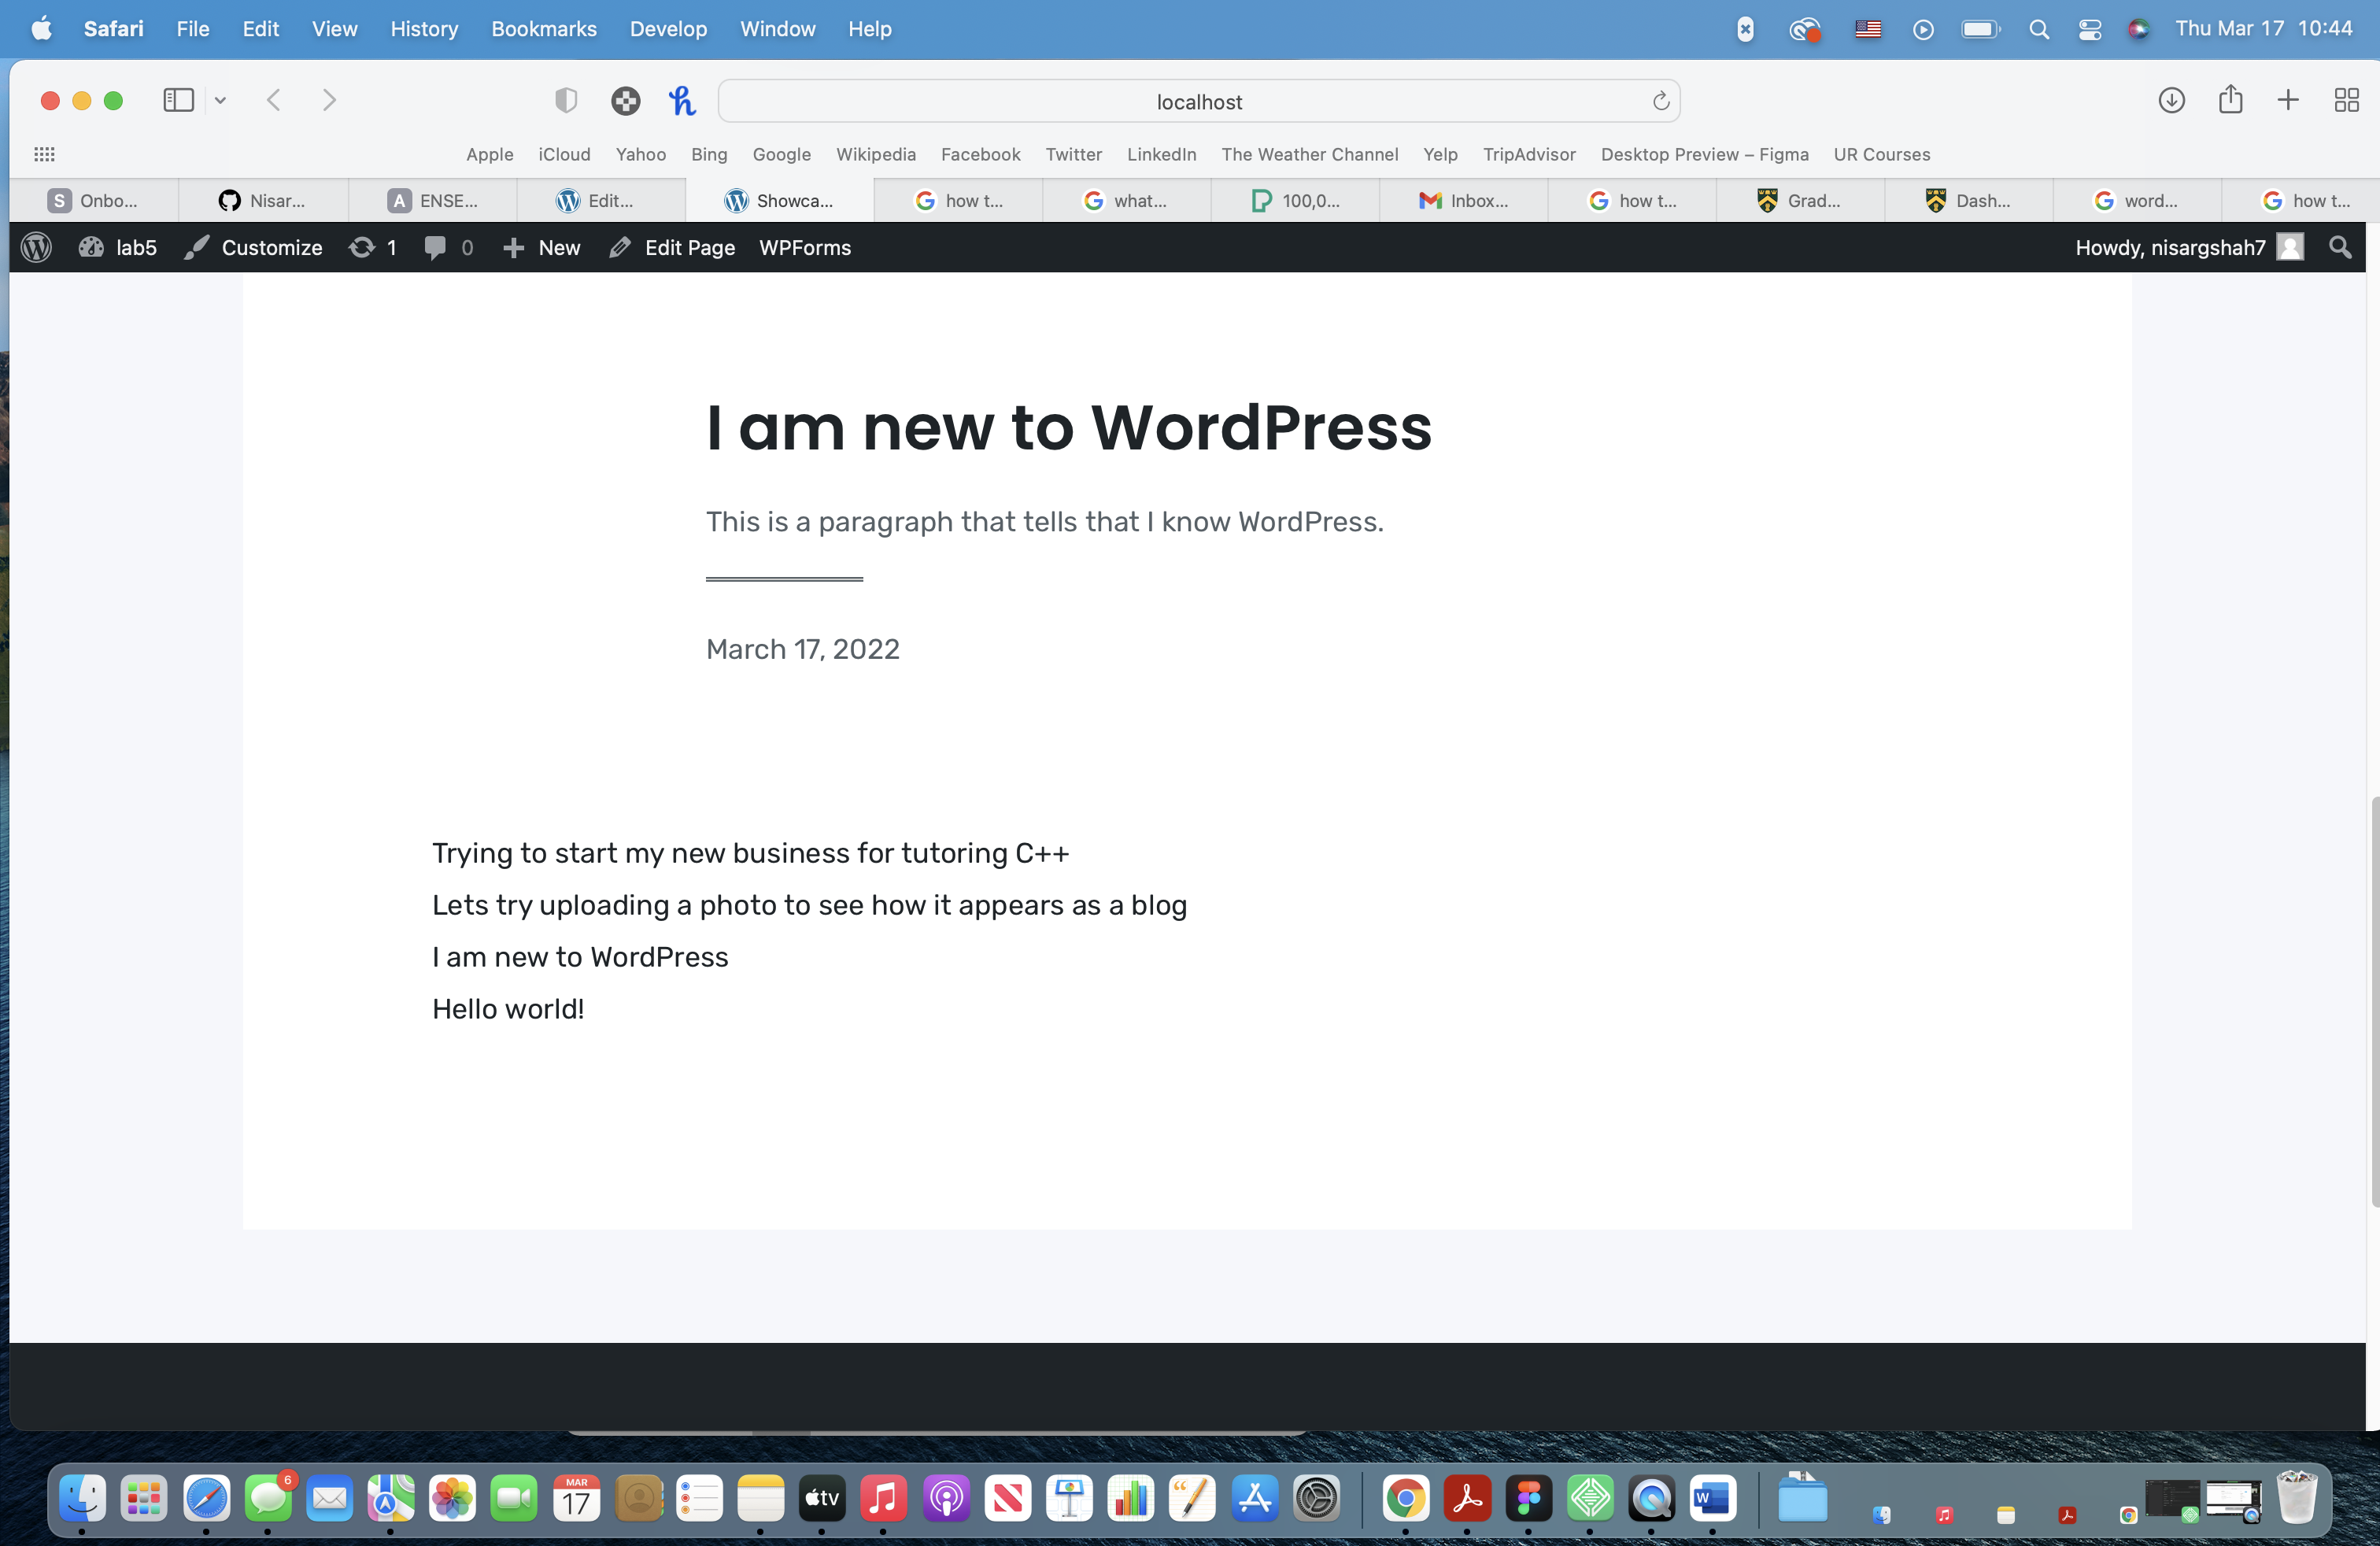 Safari File Edit View History Bookmarks Develop Window Help Thu Mar 17 10:44
localhost
Apple iCloud Yahoo Bing Google Wikipedia Facebook Twitter LinkedIn The Weather Channel Yelp TripAdvisor Desktop Preview – Figma UR Courses
S Onbo... Nisar... A ENSE... Edit... Showca... how t... what... 100,0... Inbox... how t... Grad... Dash... word... how t...
lab5 Customize 1 0 New Edit Page WPForms Howdy, nisargshah7
I am new to WordPress
This is a paragraph that tells that I know WordPress.
March 17, 2022
Trying to start my new business for tutoring C++
Lets try uploading a photo to see how it appears as a blog
I am new to WordPress
Hello world!
6 MAR 17 tv W